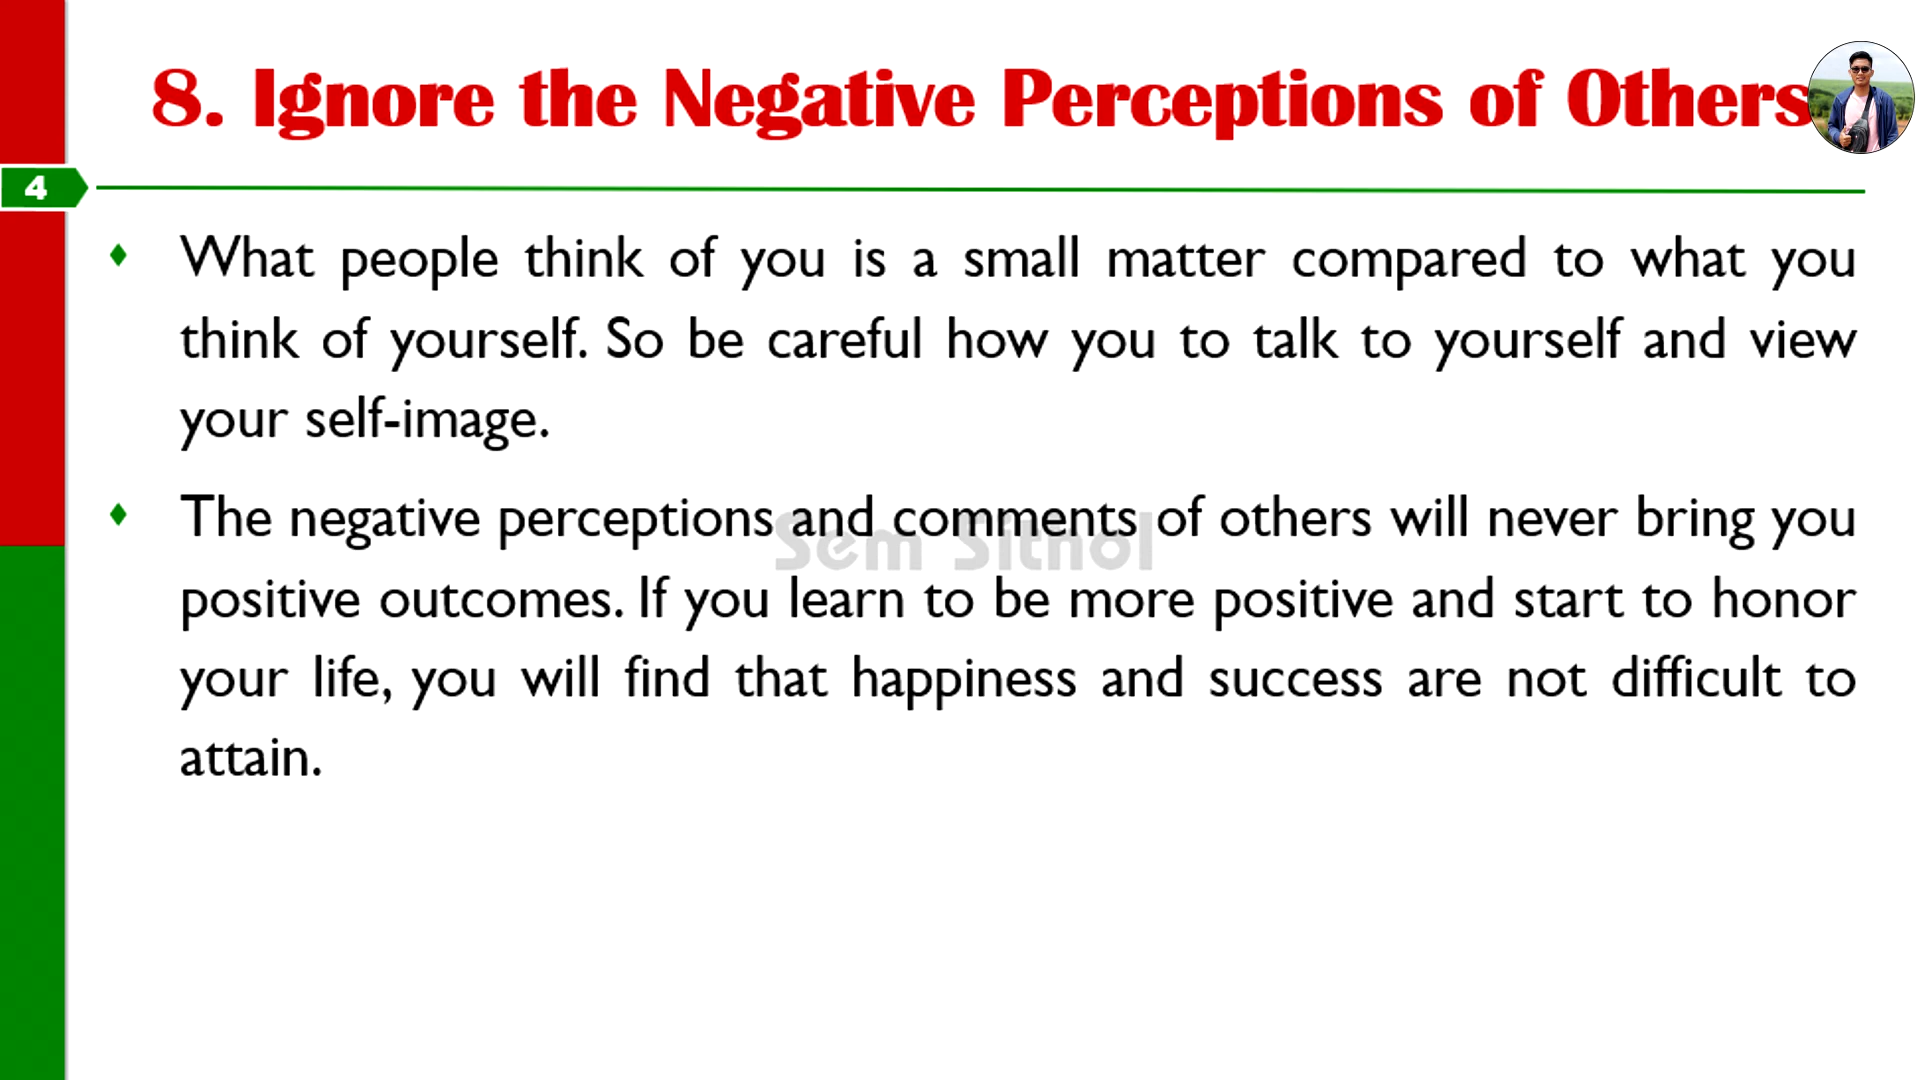 8. Ignore the Negative Perceptions of Others
4
What people think of you is a small matter compared to what you
think of yourself. So be careful how you to talk to yourself and view
your self-image.
The negative perceptions and comments of others will never bring you
Sem Sithol
positive outcomes. If you learn to be more positive and start to honor
your life, you will find that happiness and success are not difficult to
attain.